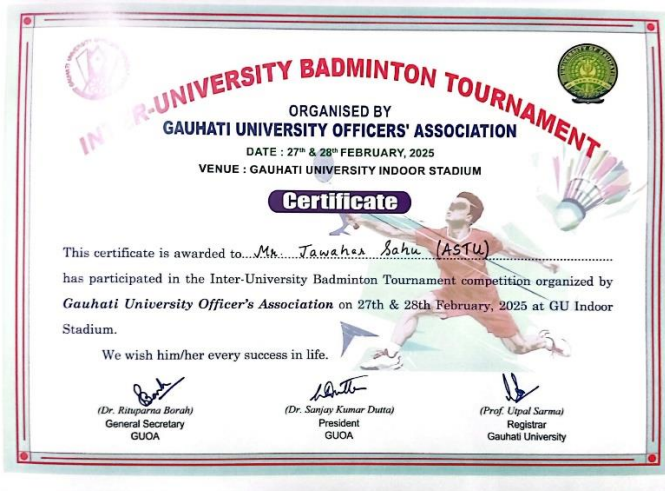 INTER-UNIVERSITY BADMINTON TOURNAMENT
ORGANISED BY
GAUHATI UNIVERSITY OFFICERS' ASSOCIATION
DATE : 27th & 28th FEBRUARY, 2025
VENUE : GAUHATI UNIVERSITY INDOOR STADIUM
Certificate
This certificate is awarded to...Mr. Jawahar Sahu (ASTU)
has participated in the Inter-University Badminton Tournament competition organized by
Gauhati University Officer's Association on 27th & 28th February, 2025 at GU Indoor
Stadium.
We wish him/her every success in life.
(Dr. Rituparna Borah) (Dr. Sanjay Kumar Dutta) (Prof. Utpal Sarma)
General Secretary President Registrar
GUOA GUOA Gauhati University